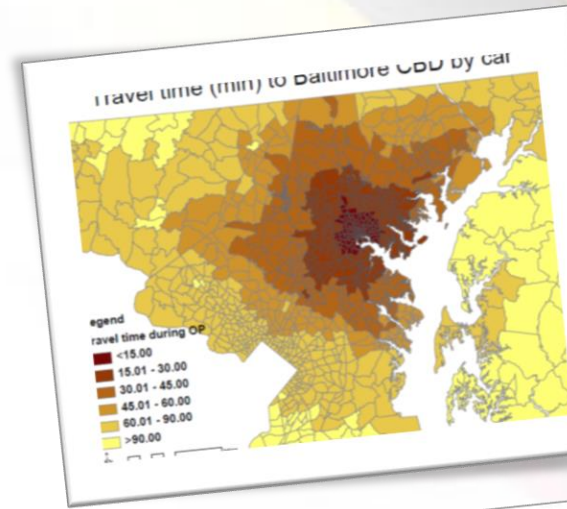 Travel time (min) to Baltimore CBD by car
egend
ravel time during OP
<15.00
15.01 - 30.00
30.01 - 45.00
45.01 - 60.00
60.01 - 90.00
>90.00